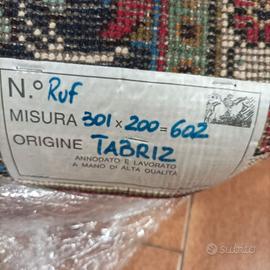 N.º Ruf
MISURA 301 x 200 = 602
ORIGINE TABRIZ
ANNODATO E LAVORATO
A MANO DI ALTA QUALITÀ
subito